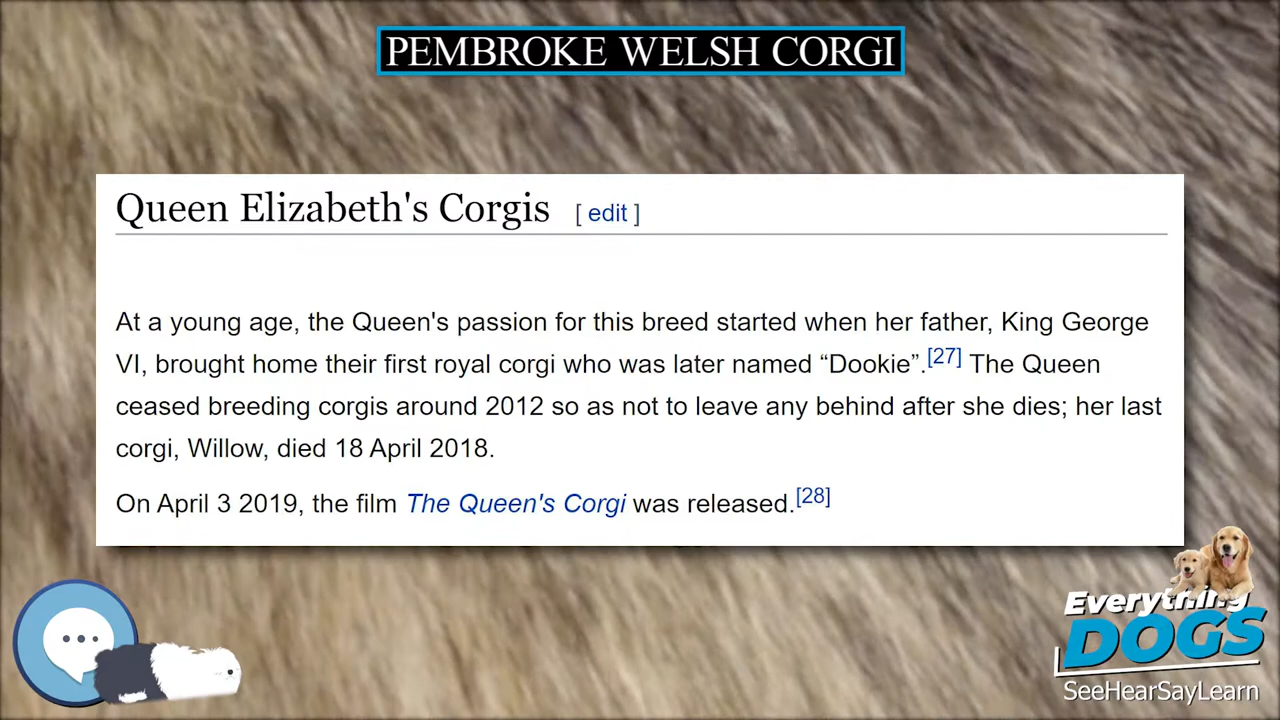 PEMBROKE WELSH CORGI
Queen Elizabeth's Corgis [ edit ]
At a young age, the Queen's passion for this breed started when her father, King George
VI, brought home their first royal corgi who was later named “Dookie”.[27] The Queen
ceased breeding corgis around 2012 so as not to leave any behind after she dies; her last
corgi, Willow, died 18 April 2018.
On April 3 2019, the film The Queen's Corgi was released.[28]
Everything
DOGS
SeeHearSayLearn